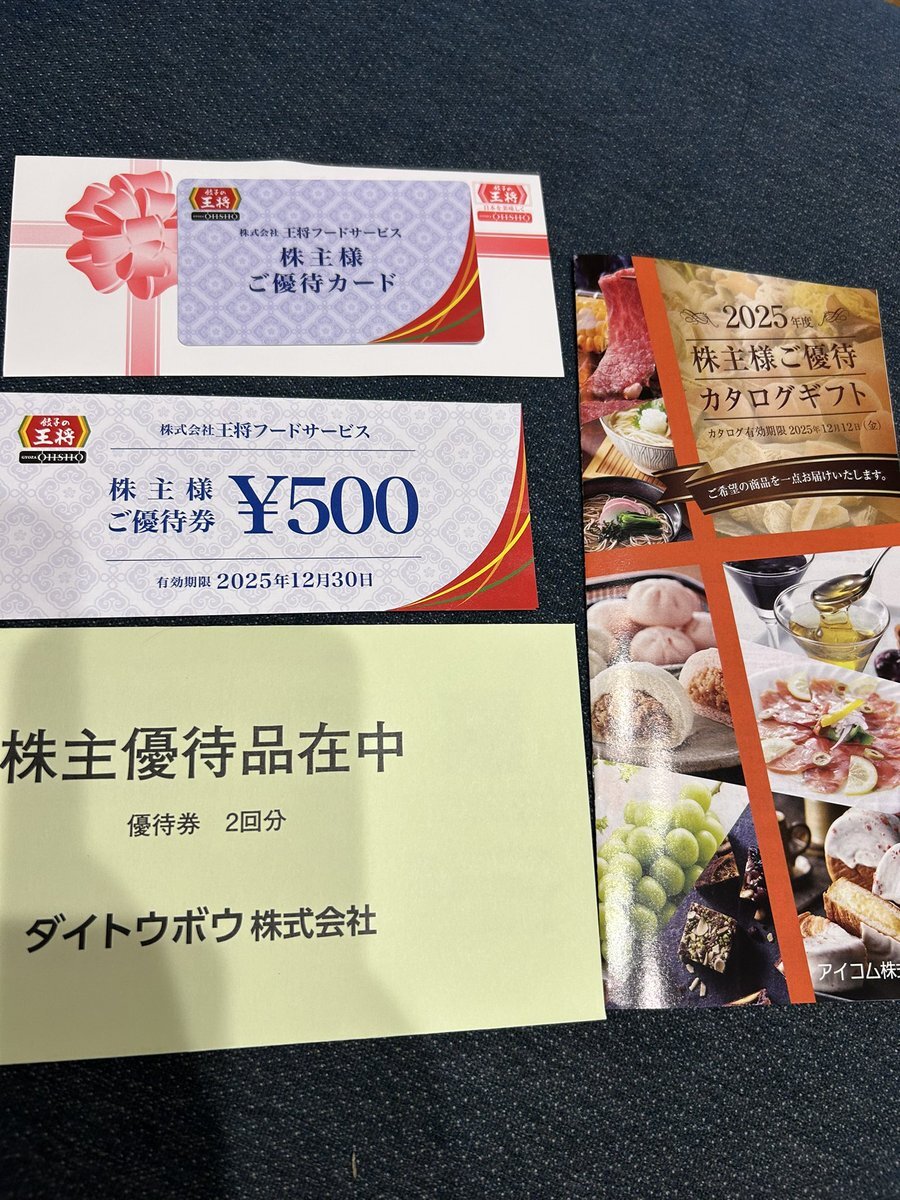 餃子の
王将
GYOZA OHSHO
株式会社 王将フードサービス
株主様
ご優待カード
餃子の
王将
日本を美味しく
GYOZA OHSHO
餃子の
王将
GYOZA OHSHO
株式会社王将フードサービス
株主様
ご優待券
¥500
有効期限 2025年12月30日
株主優待品在中
優待券 2回分
ダイトウボウ株式会社
2025年度
株主様ご優待
カタログギフト
カタログ有効期限 2025年12月12日(金)
ご希望の商品を一点お届けいたします。
アイコム株